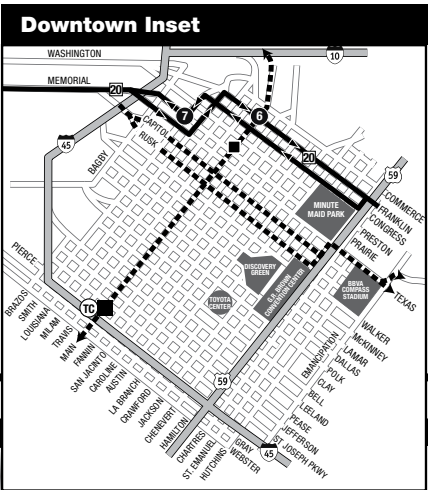 Downtown Inset
WASHINGTON
10
MEMORIAL
20
7
6
CAPITOL
RUSK
45
BAGBY
20
59
MINUTE
MAID PARK
COMMERCE
FRANKLIN
CONGRESS
PRESTON
PRAIRIE
TEXAS
DISCOVERY
GREEN
G.R. BROWN
CONVENTION CENTER
TOYOTA
CENTER
BBVA
COMPASS
STADIUM
PIERCE
BRAZOS
SMITH
LOUISIANA
MILAM
TRAVIS
MAIN
TC
FANNIN
SAN JACINTO
CAROLINE
AUSTIN
LA BRANCH
CRAWFORD
JACKSON
CHENEVERT
HAMILTON
CHARTRES
ST. EMANUEL
HUTCHINS
59
EMANCIPATION
WALKER
McKINNEY
LAMAR
DALLAS
POLK
CLAY
BELL
LEELAND
PEASE
JEFFERSON
ST JOSEPH PKWY
GRAY
WEBSTER
45